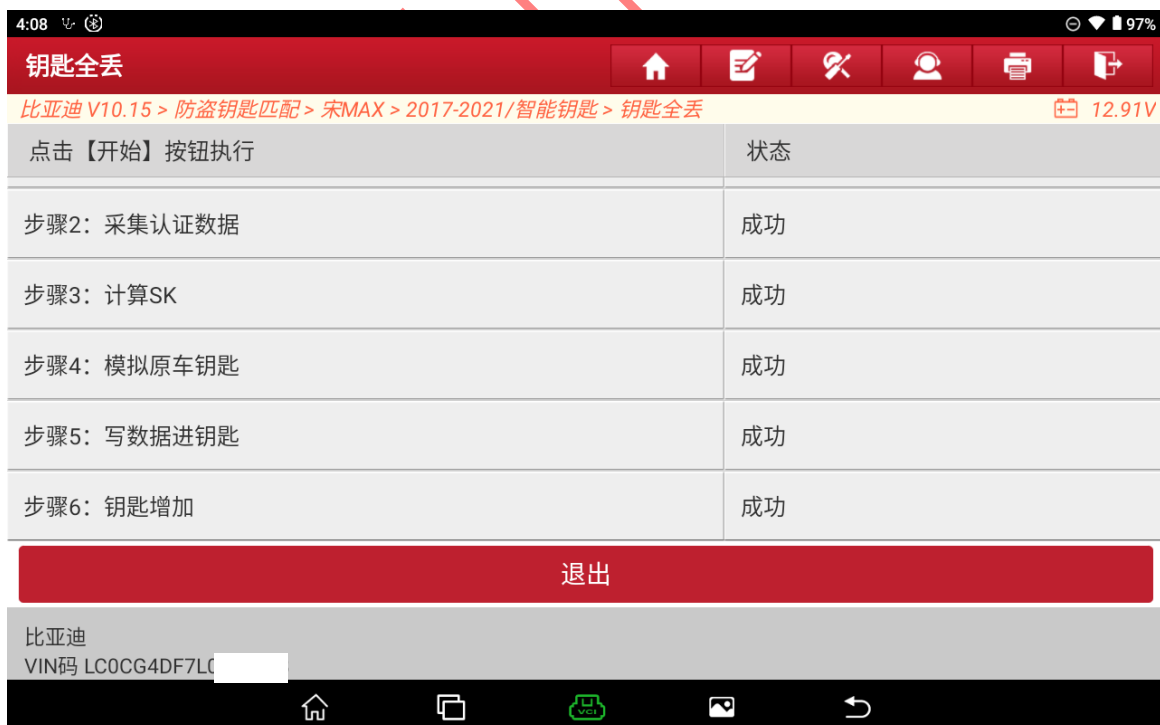 4:08
97%
钥匙全丢
比亚迪 V10.15 > 防盗钥匙匹配 > 宋MAX > 2017-2021/智能钥匙 > 钥匙全丢
12.91V
点击【开始】按钮执行
状态
步骤2：采集认证数据
成功
步骤3：计算SK
成功
步骤4：模拟原车钥匙
成功
步骤5：写数据进钥匙
成功
步骤6：钥匙增加
成功
退出
比亚迪
VIN码 LC0CG4DF7L
VCI